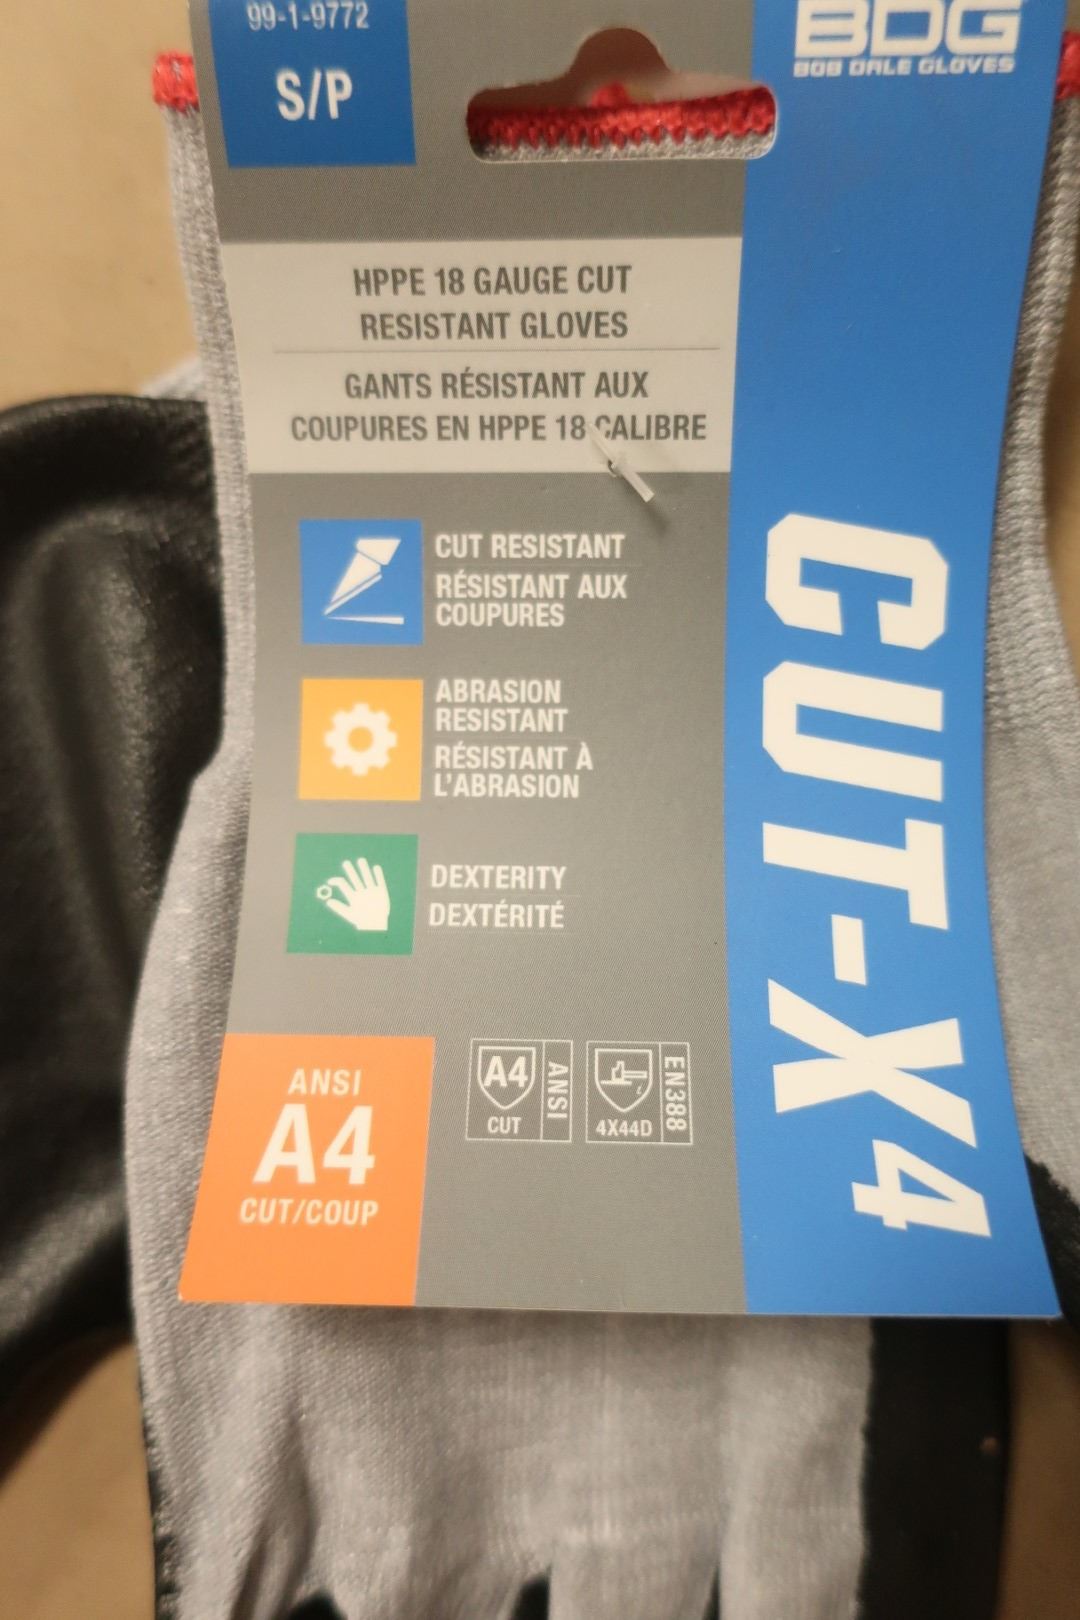 99-1-9772
S/P
BDG
BOB DALE GLOVES
HPPE 18 GAUGE CUT
RESISTANT GLOVES
GANTS RÉSISTANT AUX
COUPURES EN HPPE 18 CALIBRE
CUT RESISTANT
RÉSISTANT AUX
COUPURES
ABRASION
RESISTANT
RÉSISTANT À
L'ABRASION
DEXTERITY
DEXTÉRITÉ
CUT-X4
ANSI
A4
CUT/COUP
A4
CUT
ANSI
4X44D
EN388